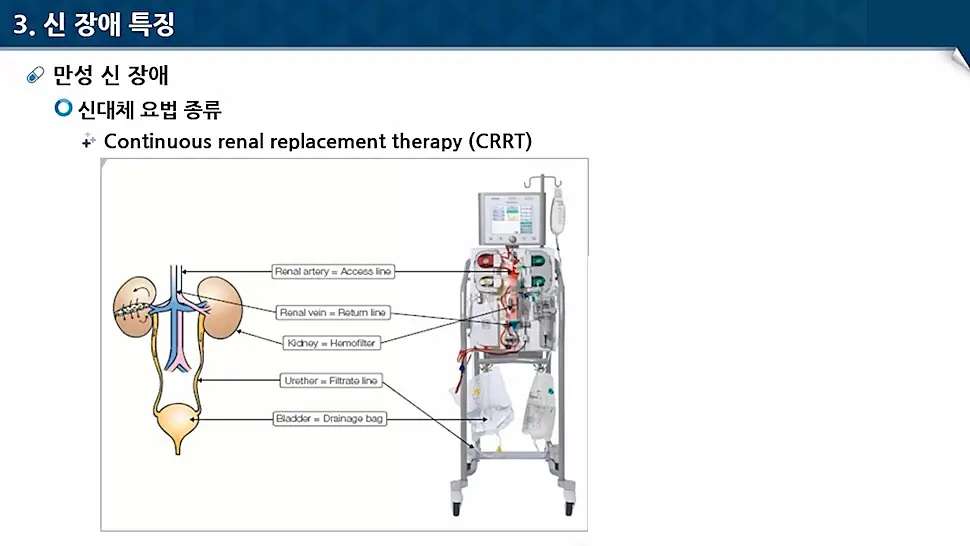 3. 신 장애 특징
만성 신 장애
신대체 요법 종류
Continuous renal replacement therapy (CRRT)
Renal artery = Access line
Renal vein = Return line
Kidney = Hemofilter
Urether = Filtrate line
Bladder = Drainage bag